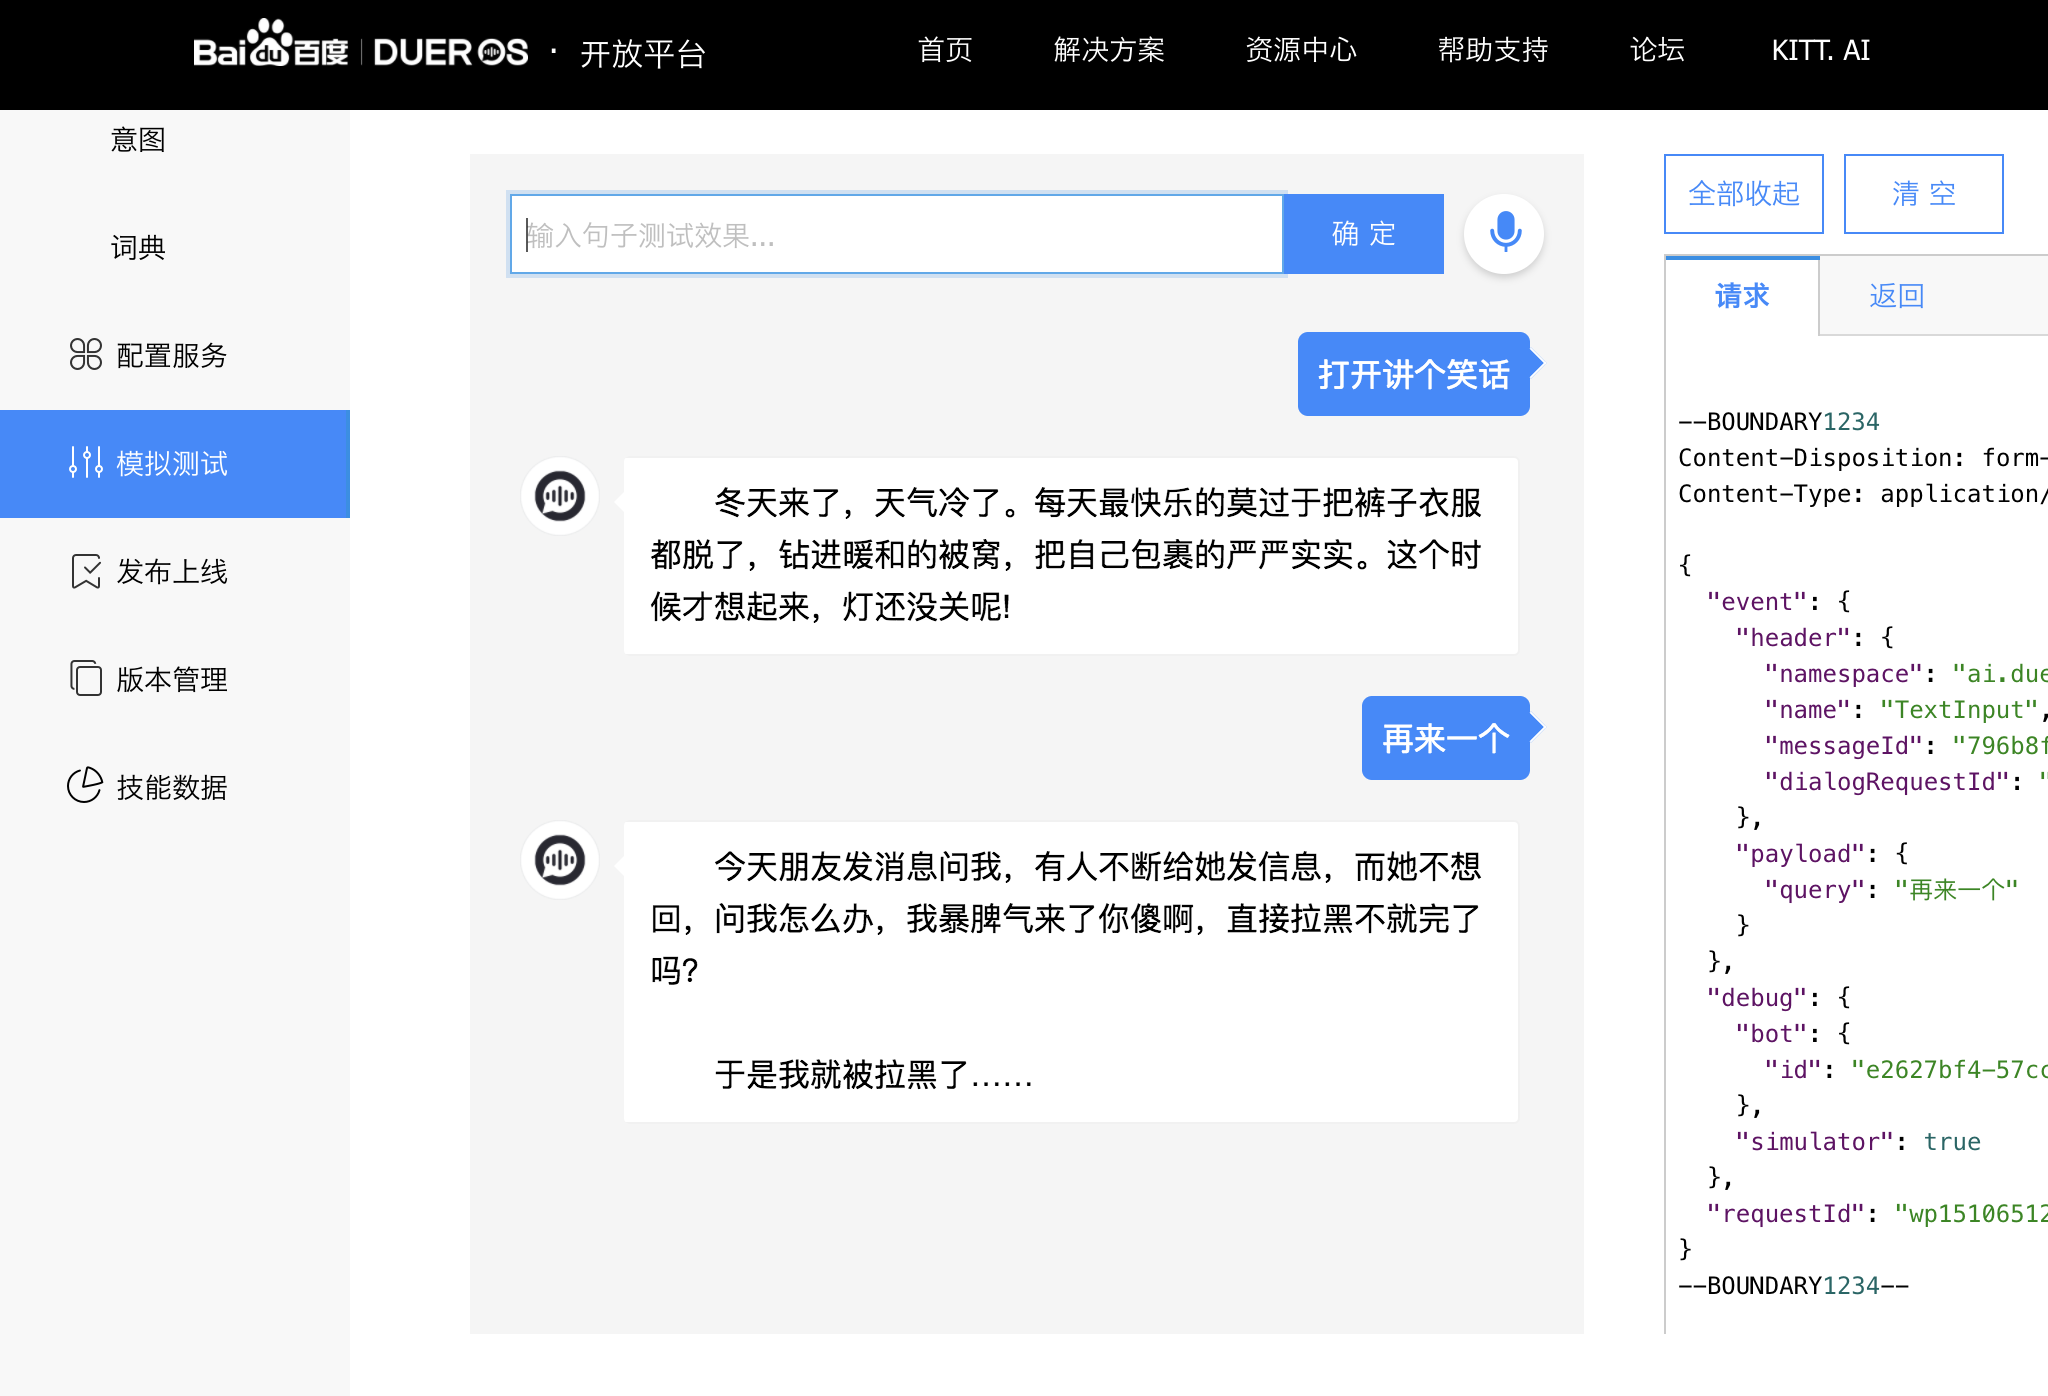 Bai du 百度 | DUER OS · 开放平台
首页
解决方案
资源中心
帮助支持
论坛
KITT. AI
意图
词典
配置服务
模拟测试
发布上线
版本管理
技能数据
输入句子测试效果...
确 定
打开讲个笑话
冬天来了，天气冷了。每天最快乐的莫过于把裤子衣服
都脱了，钻进暖和的被窝，把自己包裹的严严实实。这个时
候才想起来，灯还没关呢!
再来一个
今天朋友发消息问我，有人不断给她发信息，而她不想
回，问我怎么办，我暴脾气来了你傻啊，直接拉黑不就完了
吗?
于是我就被拉黑了……
全部收起
清 空
请求
返回
--BOUNDARY1234
Content-Disposition: form-
Content-Type: application/
{
"event": {
"header": {
"namespace": "ai.due
"name": "TextInput",
"messageId": "796b8f
"dialogRequestId": "
},
"payload": {
"query": "再来一个"
}
},
"debug": {
"bot": {
"id": "e2627bf4-57cc
},
"simulator": true
},
"requestId": "wp15106512
}
--BOUNDARY1234--